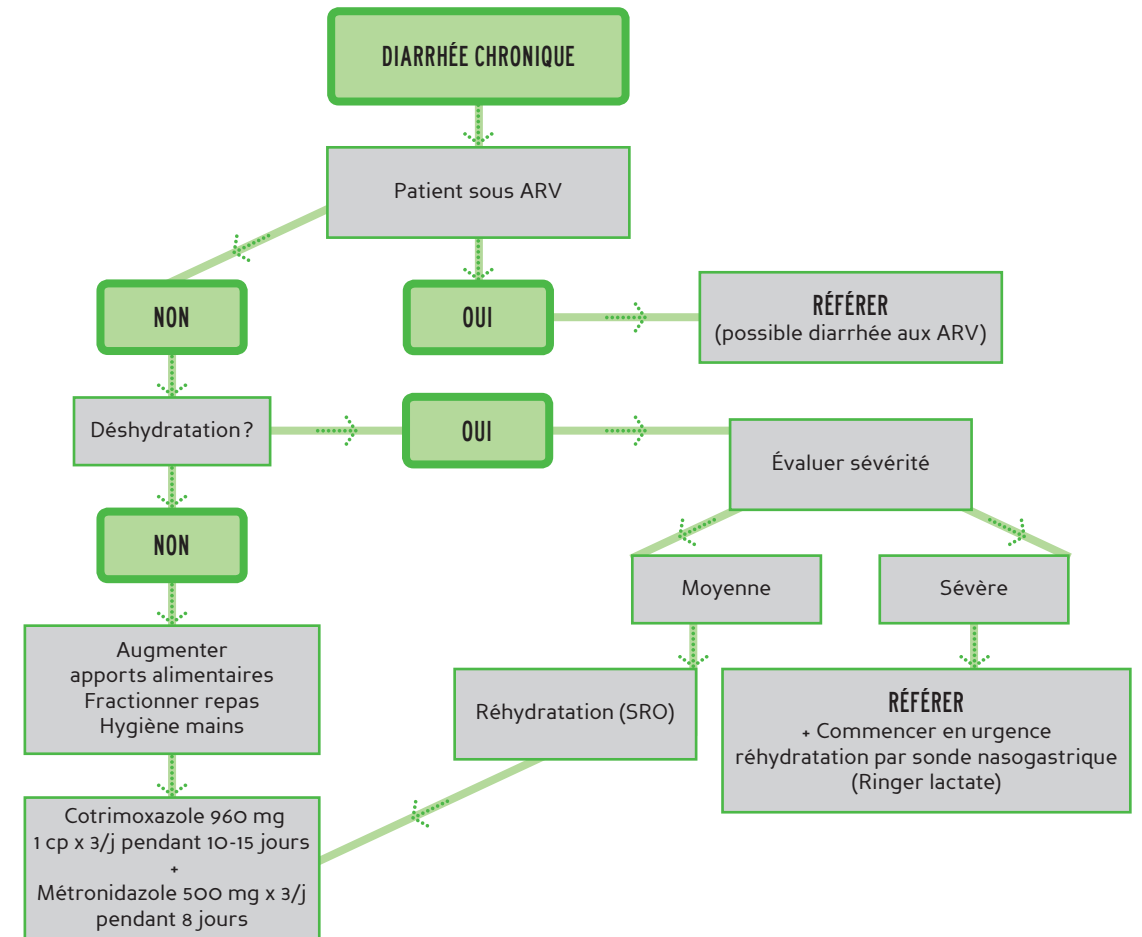 DIARRHÉE CHRONIQUE
Patient sous ARV
NON
OUI
RÉFÉRER
(possible diarrhée aux ARV)
Déshydratation?
OUI
Évaluer sévérité
NON
Moyenne
Sévère
Augmenter
apports alimentaires
Fractionner repas
Hygiène mains
Réhydratation (SRO)
RÉFÉRER
+ Commencer en urgence
réhydratation par sonde nasogastrique
(Ringer lactate)
Cotrimoxazole 960 mg
1 cp x 3/j pendant 10-15 jours
+
Métronidazole 500 mg x 3/j
pendant 8 jours